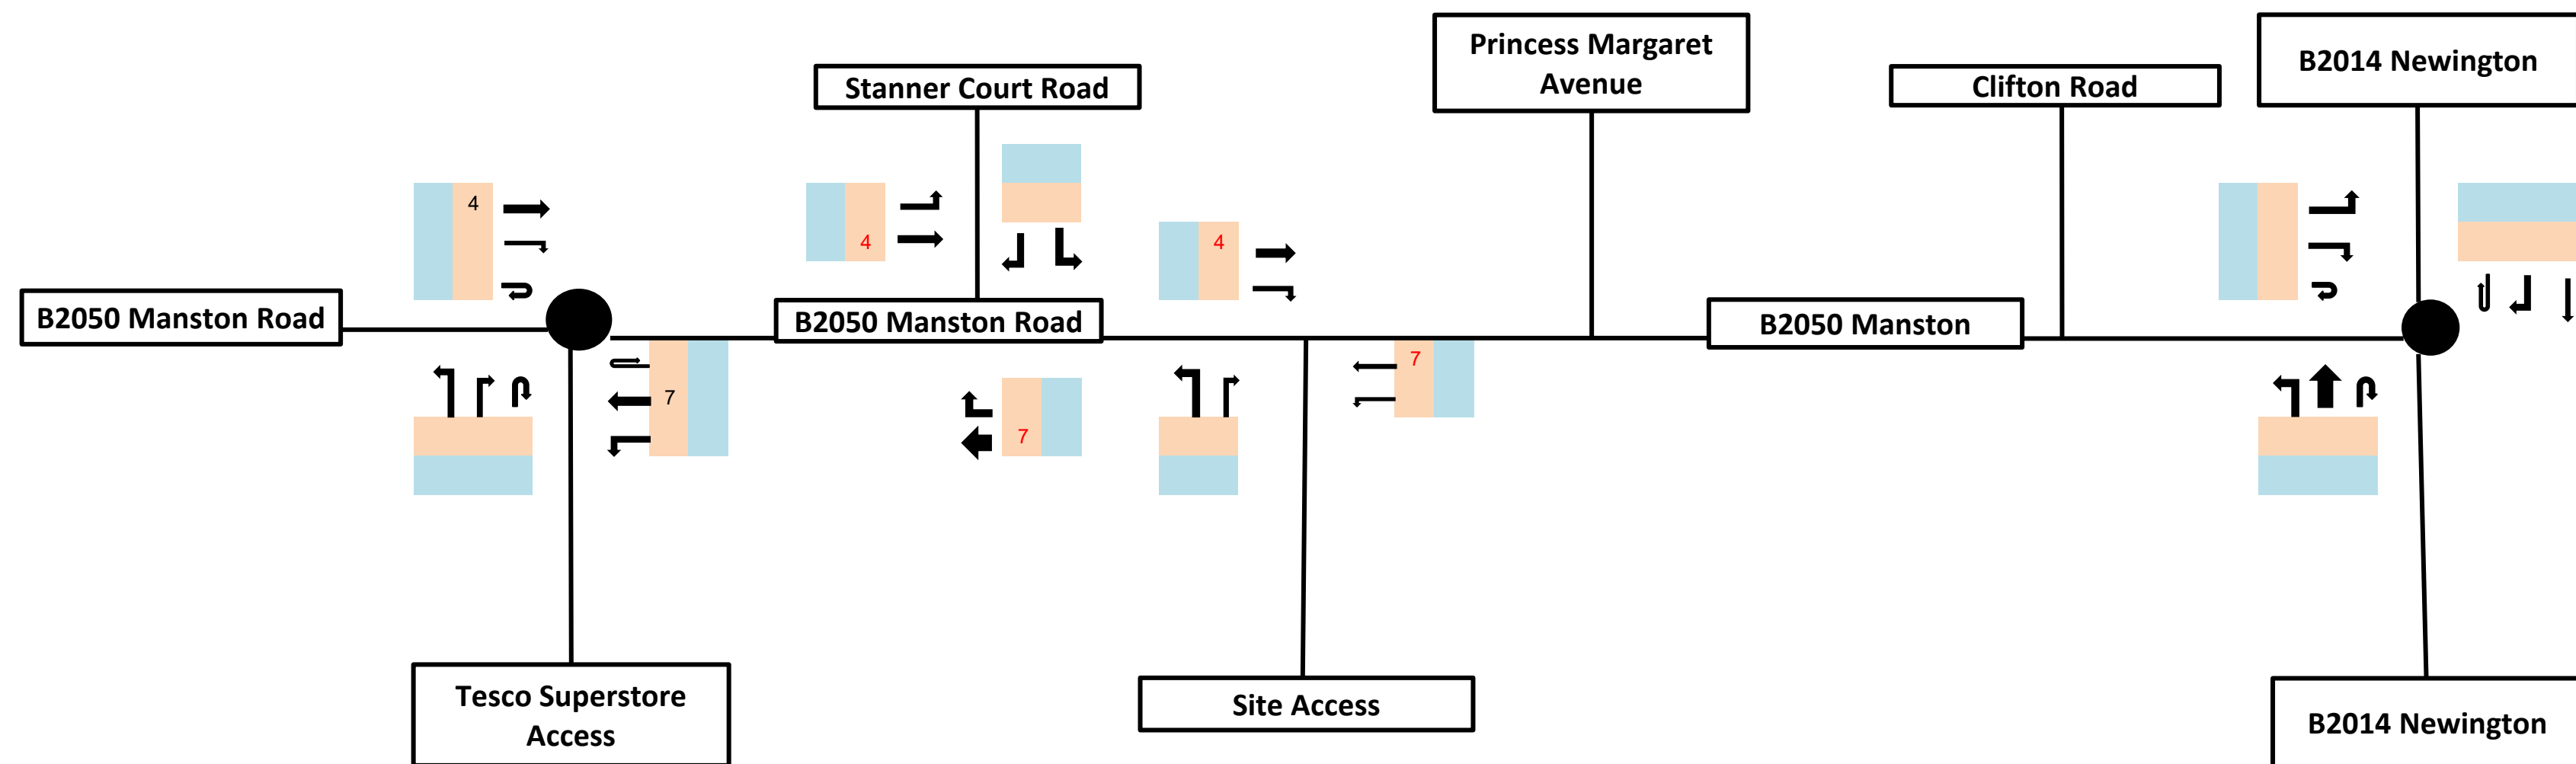 Princess Margaret
Avenue
B2014 Newington
Stanner Court Road
Clifton Road
4
4
4
B2050 Manston Road
B2050 Manston Road
B2050 Manston
7
7
7
Tesco Superstore
Access
Site Access
B2014 Newington